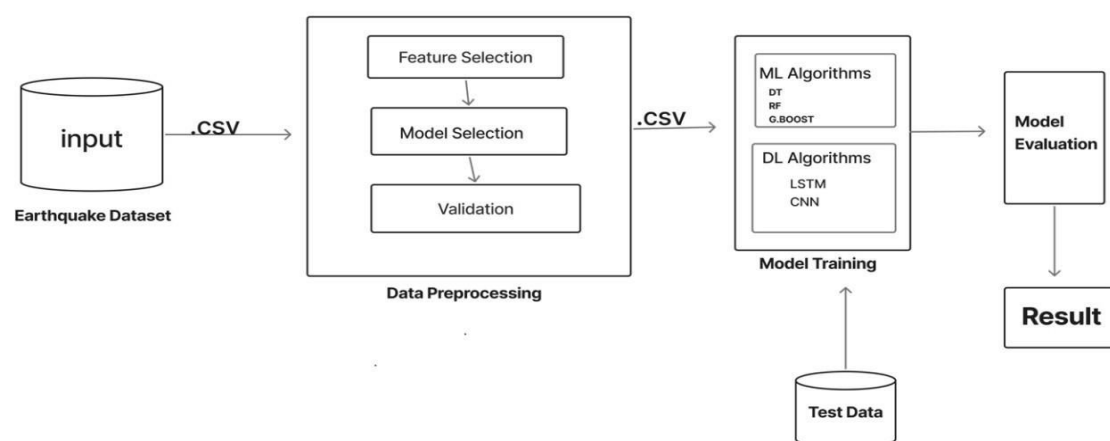 input
Earthquake Dataset
.CSV
Feature Selection
Model Selection
Validation
Data Preprocessing
.CSV
ML Algorithms
DT
RF
G.BOOST
DL Algorithms
LSTM
CNN
Model Training
Test Data
Model
Evaluation
Result